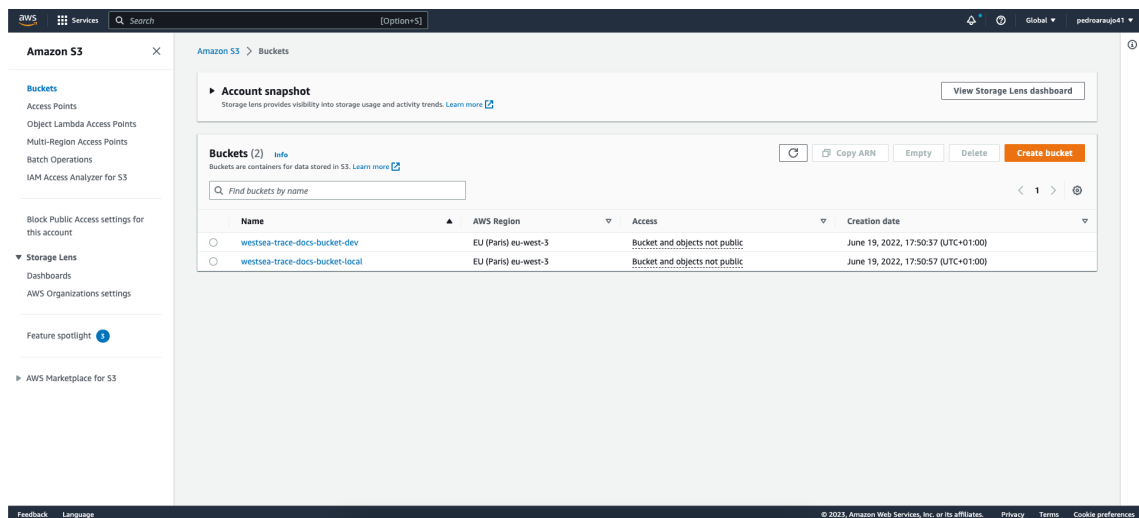 aws Services Search [Option+S] Global pedroaraujo41
Amazon S3
Buckets
Access Points
Object Lambda Access Points
Multi-Region Access Points
Batch Operations
IAM Access Analyzer for S3
Block Public Access settings for
this account
Storage Lens
Dashboards
AWS Organizations settings
Feature spotlight 3
AWS Marketplace for S3
Amazon S3 > Buckets
Account snapshot
Storage lens provides visibility into storage usage and activity trends. Learn more
View Storage Lens dashboard
Buckets (2) Info
Buckets are containers for data stored in S3. Learn more
Copy ARN Empty Delete Create bucket
Find buckets by name
< 1 >
Name AWS Region Access Creation date
westsea-trace-docs-bucket-dev EU (Paris) eu-west-3 Bucket and objects not public June 19, 2022, 17:50:37 (UTC+01:00)
westsea-trace-docs-bucket-local EU (Paris) eu-west-3 Bucket and objects not public June 19, 2022, 17:50:57 (UTC+01:00)
Feedback Language © 2023, Amazon Web Services, Inc. or its affiliates. Privacy Terms Cookie preferences